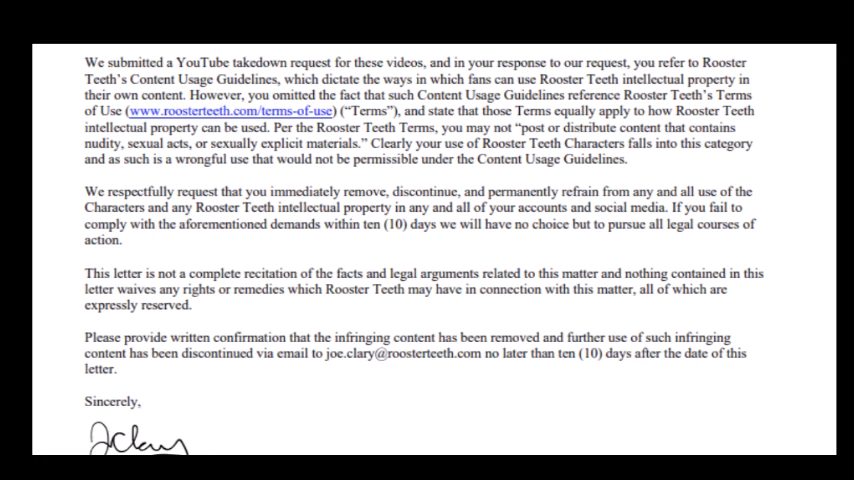 We submitted a YouTube takedown request for these videos, and in your response to our request, you refer to Rooster
Teeth's Content Usage Guidelines, which dictate the ways in which fans can use Rooster Teeth intellectual property in
their own content. However, you omitted the fact that such Content Usage Guidelines reference Rooster Teeth's Terms
of Use (www.roosterteeth.com/terms-of-use) ("Terms"), and state that those Terms equally apply to how Rooster Teeth
intellectual property can be used. Per the Rooster Teeth Terms, you may not "post or distribute content that contains
nudity, sexual acts, or sexually explicit materials." Clearly your use of Rooster Teeth Characters falls into this category
and as such is a wrongful use that would not be permissible under the Content Usage Guidelines.
We respectfully request that you immediately remove, discontinue, and permanently refrain from any and all use of the
Characters and any Rooster Teeth intellectual property in any and all of your accounts and social media. If you fail to
comply with the aforementioned demands within ten (10) days we will have no choice but to pursue all legal courses of
action.
This letter is not a complete recitation of the facts and legal arguments related to this matter and nothing contained in this
letter waives any rights or remedies which Rooster Teeth may have in connection with this matter, all of which are
expressly reserved.
Please provide written confirmation that the infringing content has been removed and further use of such infringing
content has been discontinued via email to joe.clary@roosterteeth.com no later than ten (10) days after the date of this
letter.
Sincerely,
JClary